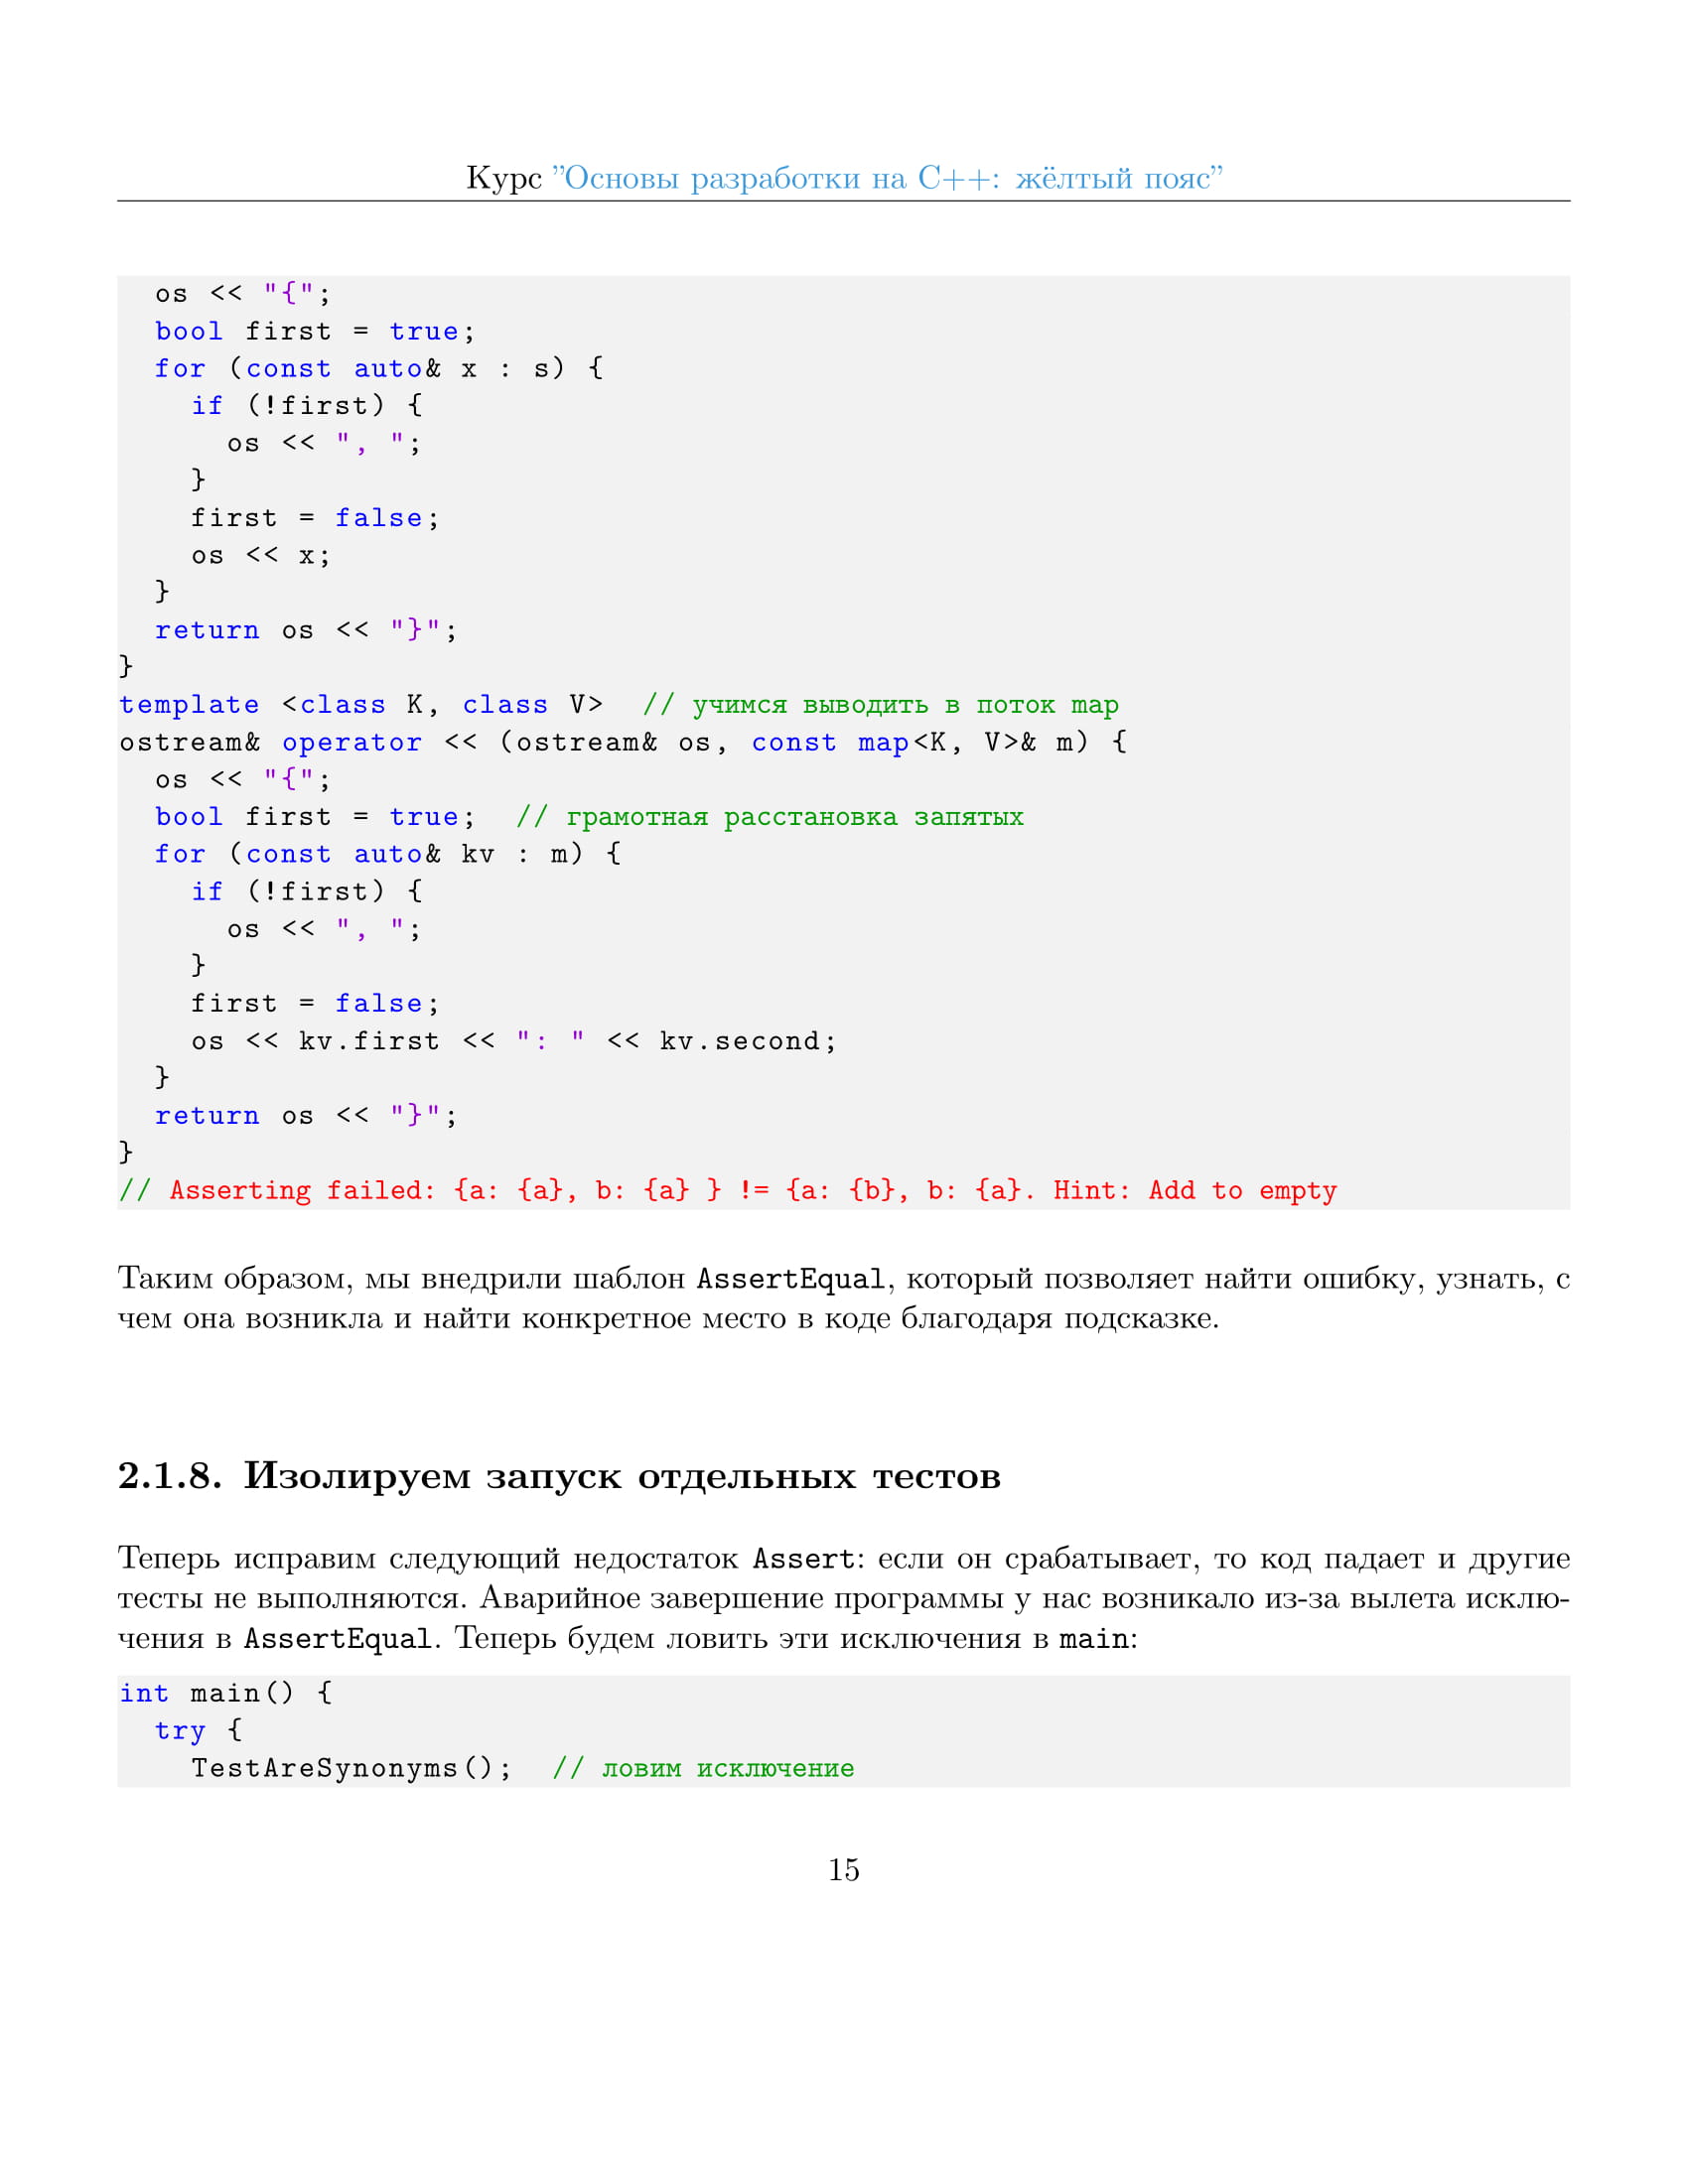 Курс ”Основы разработки на C++: жёлтый пояс”
  os << "{";
  bool first = true;
  for (const auto& x : s) {
    if (!first) {
      os << ", ";
    }
    first = false;
    os << x;
  }
  return os << "}";
}
template <class K, class V>  // учимся выводить в поток map
ostream& operator << (ostream& os, const map<K, V>& m) {
  os << "{";
  bool first = true;  // грамотная расстановка запятых
  for (const auto& kv : m) {
    if (!first) {
      os << ", ";
    }
    first = false;
    os << kv.first << ": " << kv.second;
  }
  return os << "}";
}
// Asserting failed: {a: {a}, b: {a} } != {a: {b}, b: {a}. Hint: Add to empty
Таким образом, мы внедрили шаблон AssertEqual, который позволяет найти ошибку, узнать, с
чем она возникла и найти конкретное место в коде благодаря подсказке.
2.1.8. Изолируем запуск отдельных тестов
Теперь исправим следующий недостаток Assert: если он срабатывает, то код падает и другие
тесты не выполняются. Аварийное завершение программы у нас возникало из-за вылета исклю-
чения в AssertEqual. Теперь будем ловить эти исключения в main:
int main() {
  try {
    TestAreSynonyms();  // ловим исключение
15